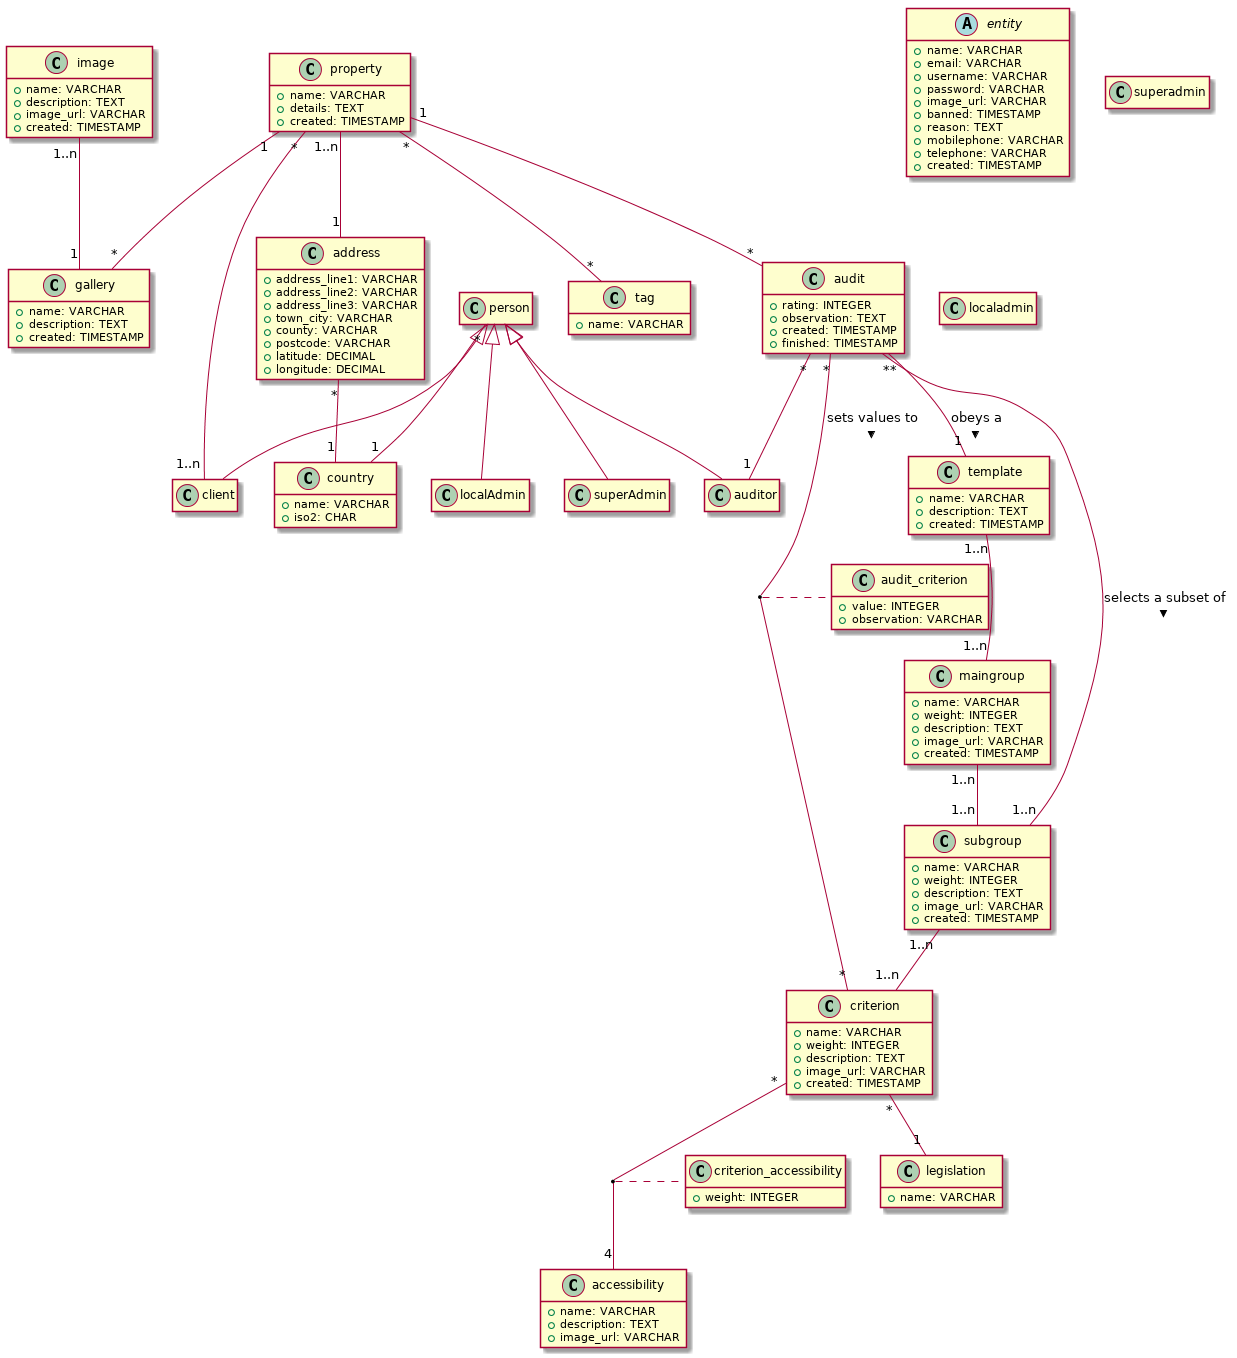 C image
name: VARCHAR
description: TEXT
image_url: VARCHAR
created: TIMESTAMP
C property
name: VARCHAR
details: TEXT
created: TIMESTAMP
A entity
name: VARCHAR
email: VARCHAR
username: VARCHAR
password: VARCHAR
image_url: VARCHAR
banned: TIMESTAMP
reason: TEXT
mobilephone: VARCHAR
telephone: VARCHAR
created: TIMESTAMP
C superadmin
1..n
1
1
*
*
1..n
*
1
1
*
*
1
*
C gallery
name: VARCHAR
description: TEXT
created: TIMESTAMP
C address
address_line1: VARCHAR
address_line2: VARCHAR
address_line3: VARCHAR
town_city: VARCHAR
county: VARCHAR
postcode: VARCHAR
latitude: DECIMAL
longitude: DECIMAL
C person
C tag
name: VARCHAR
C audit
rating: INTEGER
observation: TEXT
created: TIMESTAMP
finished: TIMESTAMP
C localadmin
*
*
*
*
**
sets values to
obeys a
1..n
1
1
1
1
C client
C country
name: VARCHAR
iso2: CHAR
C localAdmin
C superAdmin
C auditor
C template
name: VARCHAR
description: TEXT
created: TIMESTAMP
1..n
C audit_criterion
value: INTEGER
observation: VARCHAR
selects a subset of
1..n
C maingroup
name: VARCHAR
weight: INTEGER
description: TEXT
image_url: VARCHAR
created: TIMESTAMP
1..n
1..n
1..n
C subgroup
name: VARCHAR
weight: INTEGER
description: TEXT
image_url: VARCHAR
created: TIMESTAMP
1..n
1..n
*
C criterion
name: VARCHAR
weight: INTEGER
description: TEXT
image_url: VARCHAR
created: TIMESTAMP
*
*
1
C criterion_accessibility
weight: INTEGER
C legislation
name: VARCHAR
4
C accessibility
name: VARCHAR
description: TEXT
image_url: VARCHAR